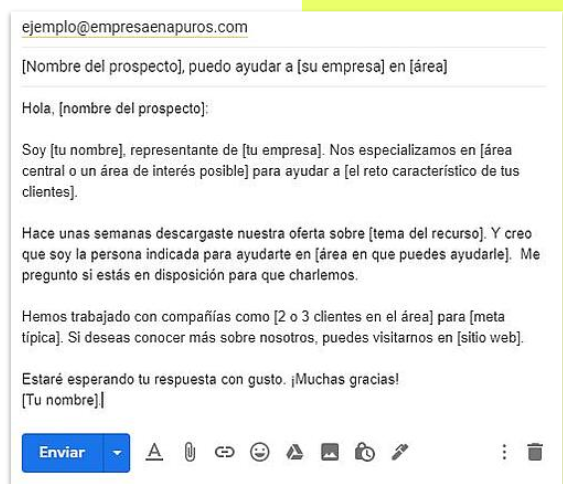 ejemplo@empresaenapuros.com
[Nombre del prospecto], puedo ayudar a [su empresa] en [área]
Hola, [nombre del prospecto]:
Soy [tu nombre], representante de [tu empresa]. Nos especializamos en [área
central o un área de interés posible] para ayudar a [el reto característico de tus
clientes].
Hace unas semanas descargaste nuestra oferta sobre [tema del recurso]. Y creo
que soy la persona indicada para ayudarte en [área en que puedes ayudarle].  Me
pregunto si estás en disposición para que charlemos.
Hemos trabajado con compañías como [2 o 3 clientes en el área] para [meta
típica]. Si deseas conocer más sobre nosotros, puedes visitarnos en [sitio web].
Estaré esperando tu respuesta con gusto. ¡Muchas gracias!
[Tu nombre].
Enviar